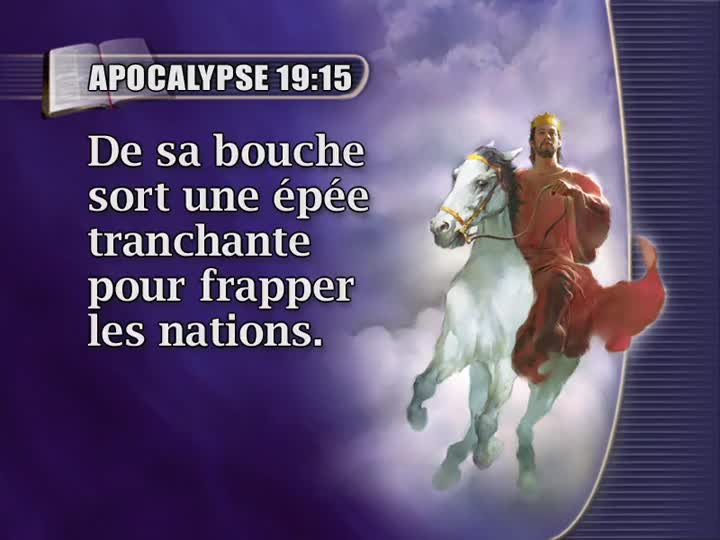 APOCALYPSE 19:15
De sa bouche
sort une épée
tranchante
pour frapper
les nations.